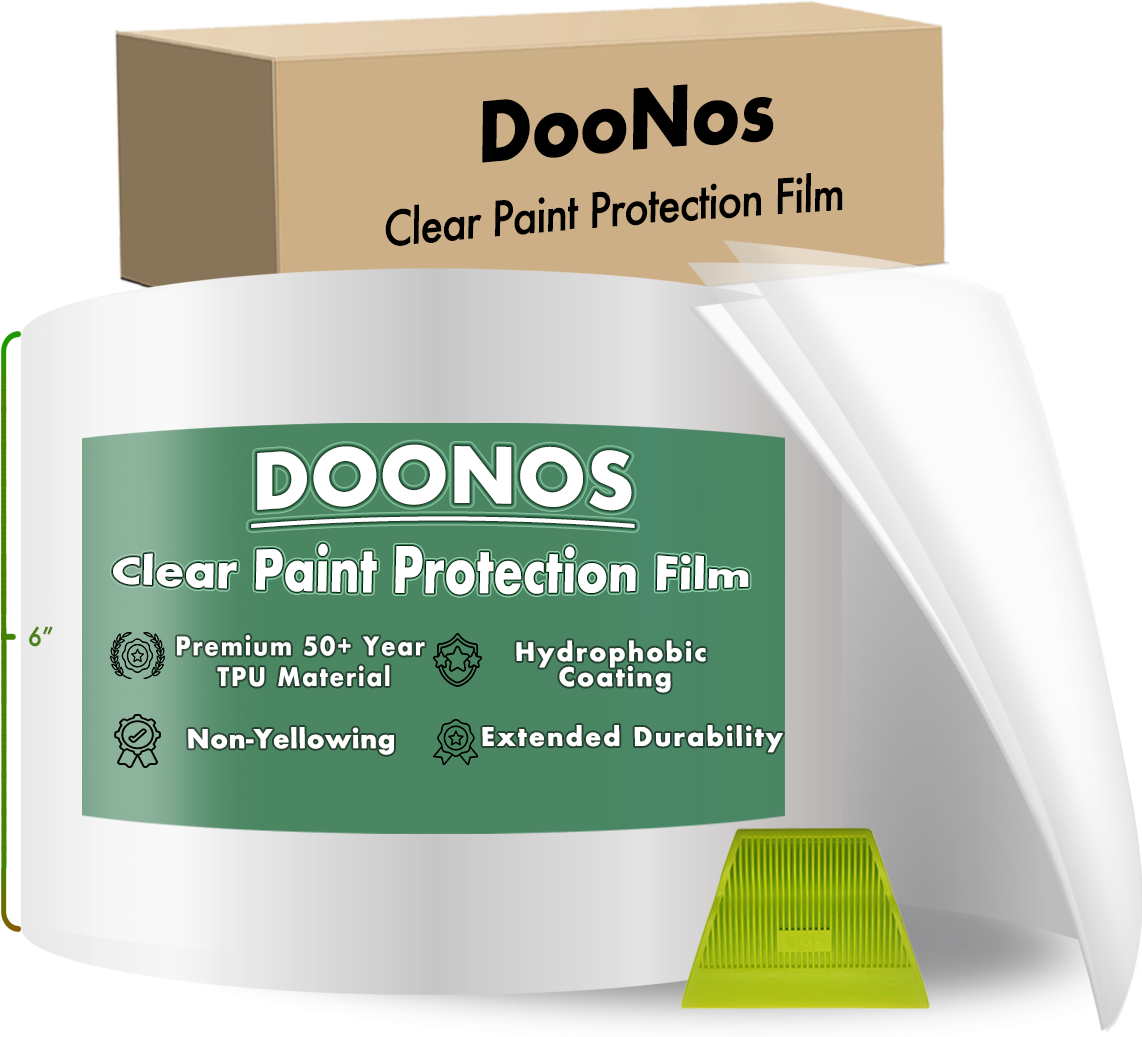 DooNos
Clear Paint Protection Film
DOONOS
Clear Paint Protection Film
6"
Premium 50+ Year
TPU Material
Hydrophobic
Coating
Non-Yellowing
Extended Durability